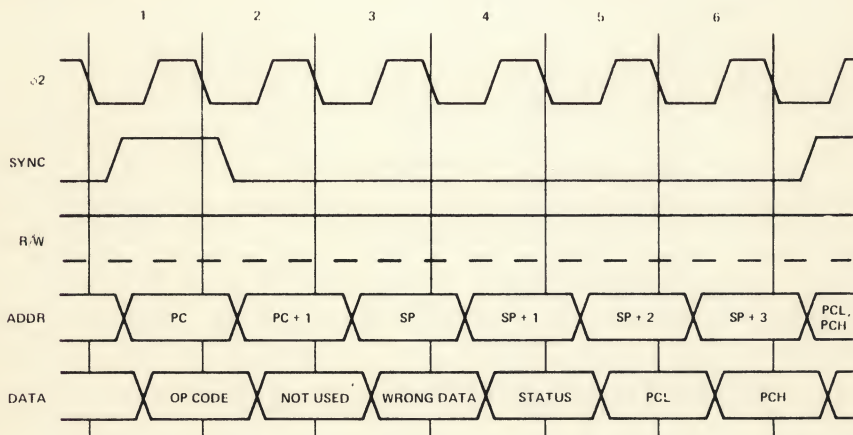 1 2 3 4 5 6
φ2
SYNC
R/W
ADDR PC PC + 1 SP SP + 1 SP + 2 SP + 3 PCL, PCH
DATA OP CODE NOT USED WRONG DATA STATUS PCL PCH